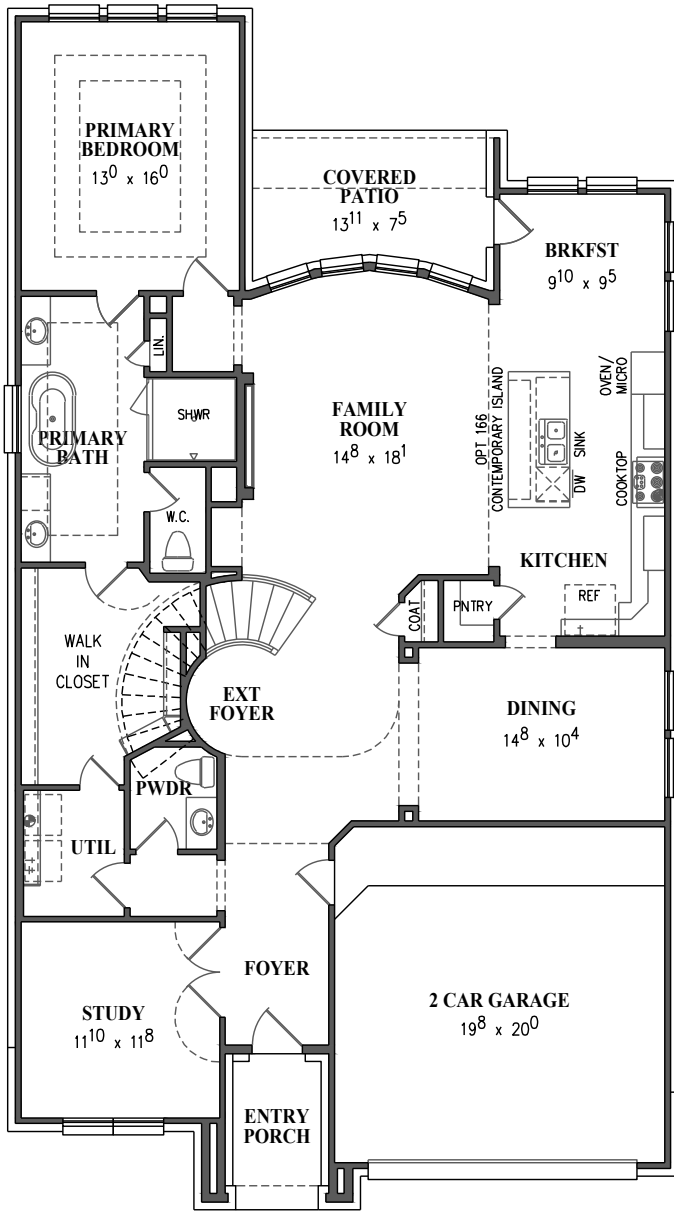 PRIMARY
BEDROOM
13⁰ x 16⁰
COVERED
PATIO
13¹¹ x 7⁵
BRKFST
9¹⁰ x 9⁵
LIN.
SHWR
PRIMARY
BATH
W.C.
FAMILY
ROOM
14⁸ x 18¹
OPT 166
CONTEMPORARY ISLAND
SINK
DW
OVEN/
MICRO
COOKTOP
KITCHEN
REF
PNTRY
COAT
WALK
IN
CLOSET
EXT
FOYER
DINING
14⁸ x 10⁴
PWDR
UTIL
FOYER
STUDY
11¹⁰ x 11⁸
2 CAR GARAGE
19⁸ x 20⁰
ENTRY
PORCH